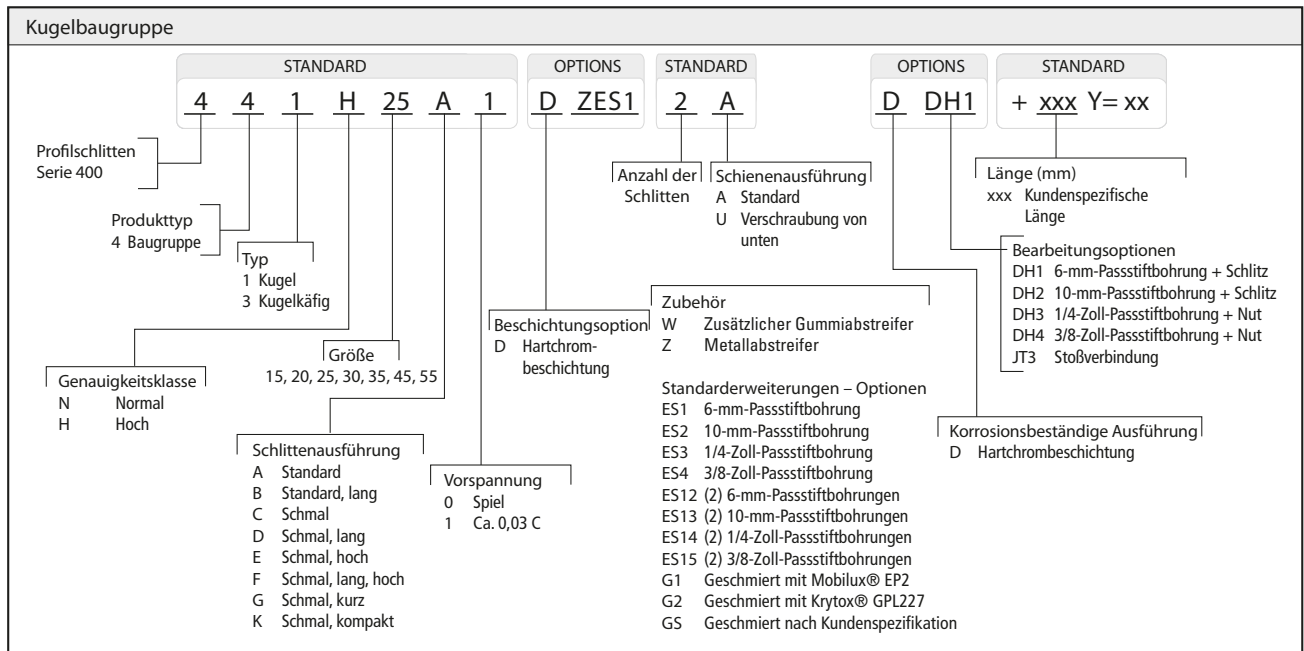 Kugelbaugruppe
STANDARD OPTIONS STANDARD OPTIONS STANDARD
4 4 1 H 25 A 1 D ZES1 2 A D DH1 + xxx Y= xx
Profilschlitten
Serie 400
Produkttyp
4 Baugruppe
Typ
1 Kugel
3 Kugelkäfig
Genauigkeitsklasse
N Normal
H Hoch
Größe
15, 20, 25, 30, 35, 45, 55
Schlittenausführung
A Standard
B Standard, lang
C Schmal
D Schmal, lang
E Schmal, hoch
F Schmal, lang, hoch
G Schmal, kurz
K Schmal, kompakt
Vorspannung
0 Spiel
1 Ca. 0,03 C
Beschichtungsoption
D Hartchrom-
beschichtung
Anzahl der
Schlitten
Schienenausführung
A Standard
U Verschraubung von
unten
Zubehör
W Zusätzlicher Gummiabstreifer
Z Metallabstreifer
Standarderweiterungen – Optionen
ES1 6-mm-Passstiftbohrung
ES2 10-mm-Passstiftbohrung
ES3 1/4-Zoll-Passstiftbohrung
ES4 3/8-Zoll-Passstiftbohrung
ES12 (2) 6-mm-Passstiftbohrungen
ES13 (2) 10-mm-Passstiftbohrungen
ES14 (2) 1/4-Zoll-Passstiftbohrungen
ES15 (2) 3/8-Zoll-Passstiftbohrungen
G1 Geschmiert mit Mobilux® EP2
G2 Geschmiert mit Krytox® GPL227
GS Geschmiert nach Kundenspezifikation
Länge (mm)
xxx Kundenspezifische
Länge
Bearbeitungsoptionen
DH1 6-mm-Passstiftbohrung + Schlitz
DH2 10-mm-Passstiftbohrung + Schlitz
DH3 1/4-Zoll-Passstiftbohrung + Nut
DH4 3/8-Zoll-Passstiftbohrung + Nut
JT3 Stoßverbindung
Korrosionsbeständige Ausführung
D Hartchrombeschichtung